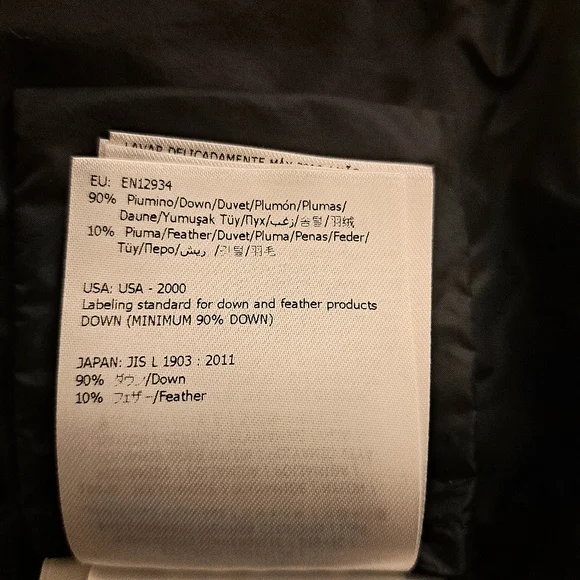 LAVAR DELICADAMENTE MÁX
EU: EN12934
90% Piumino/Down/Duvet/Plumón/Plumas/
Daune/Yumuşak Tüy/Пух/زغب/솜털/羽绒
10% Piuma/Feather/Duvet/Pluma/Penas/Feder/
Tüy/Перо/ريش /깃털/羽毛
USA: USA - 2000
Labeling standard for down and feather products
DOWN (MINIMUM 90% DOWN)
JAPAN: JIS L 1903 : 2011
90% ダウン/Down
10% フェザー/Feather